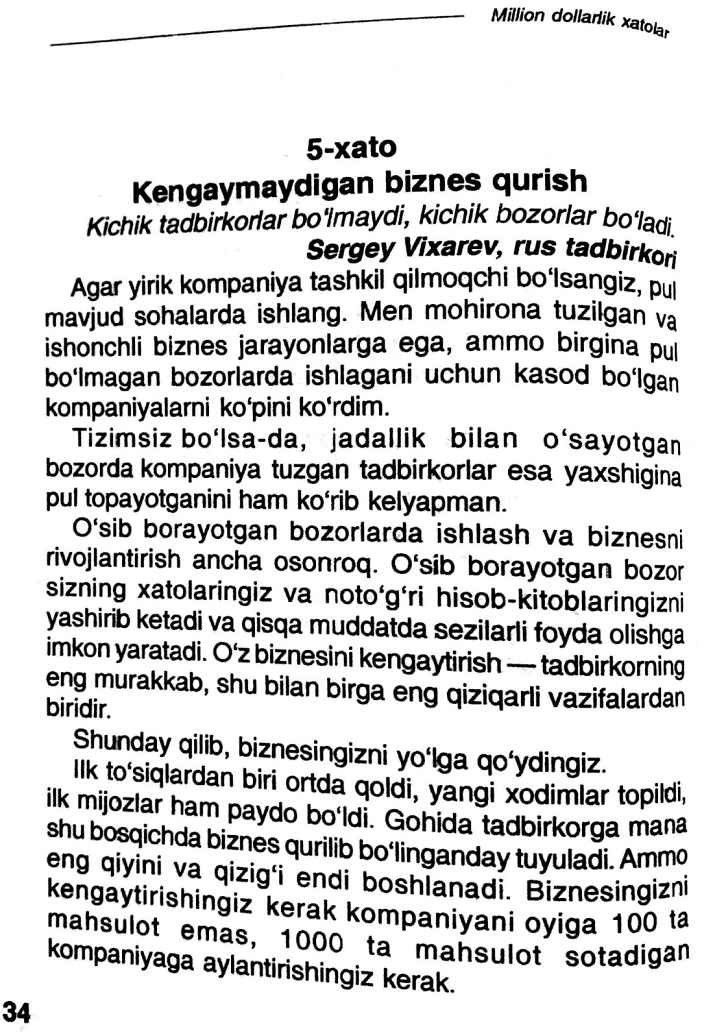 Million dollarlik xatolar
5-xato
Kengaymaydigan biznes qurish
Kichik tadbirkorlar bo‘lmaydi, kichik bozorlar bo‘ladi.
Sergey Vixarev, rus tadbirkori
Agar yirik kompaniya tashkil qilmoqchi bo‘lsangiz, pul
mavjud sohalarda ishlang. Men mohirona tuzilgan va
ishonchli biznes jarayonlarga ega, ammo birgina pul
bo‘lmagan bozorlarda ishlagani uchun kasod bo‘lgan
kompaniyalarni ko‘pini ko‘rdim.
Tizimsiz bo‘lsa-da, jadallik bilan o‘sayotgan
bozorda kompaniya tuzgan tadbirkorlar esa yaxshigina
pul topayotganini ham ko‘rib kelyapman.
O‘sib borayotgan bozorlarda ishlash va biznesni
rivojlantirish ancha osonroq. O‘sib borayotgan bozor
sizning xatolaringiz va noto‘g‘ri hisob-kitoblaringizni
yashirib ketadi va qisqa muddatda sezilarli foyda olishga
imkon yaratadi. O‘z biznesini kengaytirish — tadbirkorning
eng murakkab, shu bilan birga eng qiziqarli vazifalardan
biridir.
Shunday qilib, biznesingizni yo‘lga qo‘ydingiz.
Ilk to‘siqlardan biri ortda qoldi, yangi xodimlar topildi,
ilk mijozlar ham paydo bo‘ldi. Gohida tadbirkorga mana
shu bosqichda biznes qurilib bo‘linganday tuyuladi. Ammo
eng qiyini va qizig‘i endi boshlanadi. Biznesingizni
kengaytirishingiz kerak kompaniyani oyiga 100 ta
mahsulot emas, 1000 ta mahsulot sotadigan
kompaniyaga aylantirishingiz kerak.
34